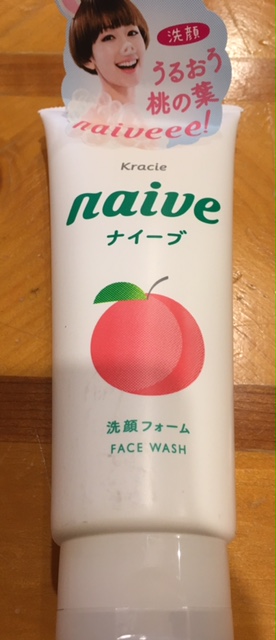 洗顔
うるおう
桃の葉
naiveee!
Kracie
naive
ナイーブ
洗顔フォーム
FACE WASH